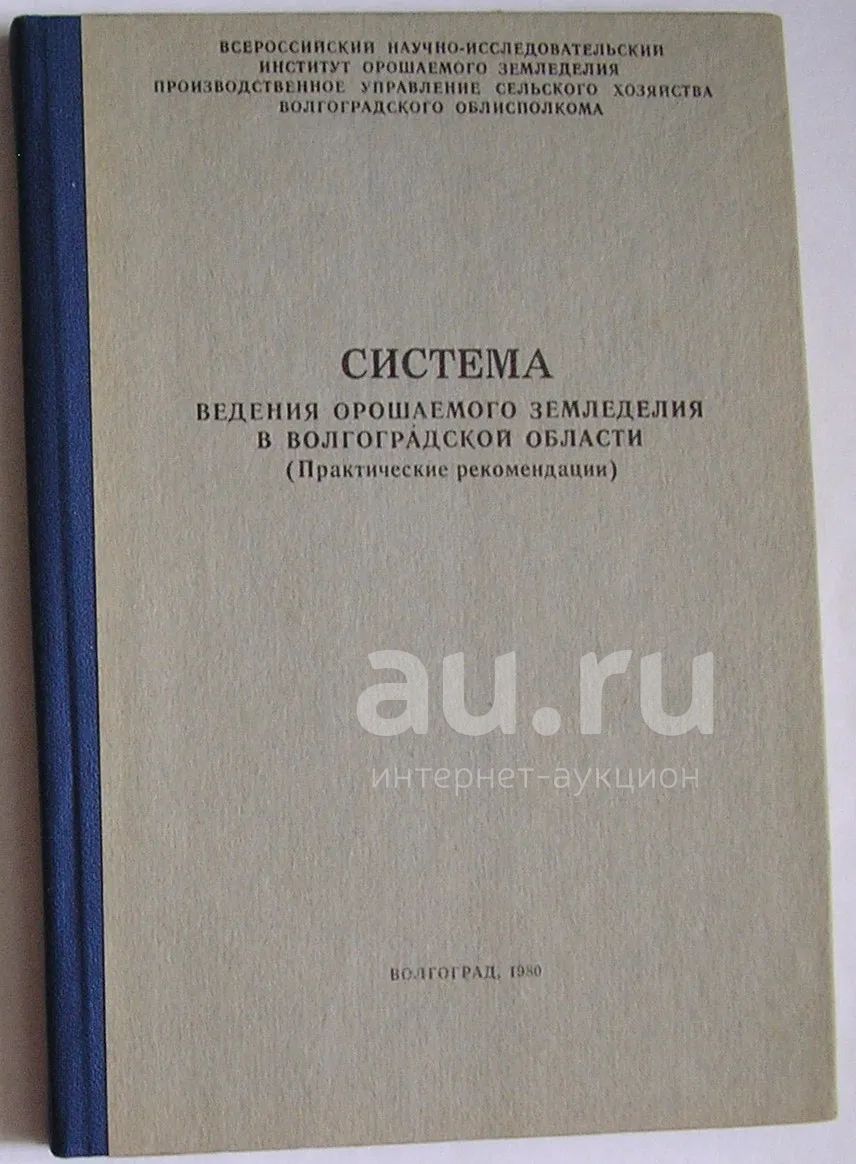 ВСЕРОССИЙСКИЙ НАУЧНО-ИССЛЕДОВАТЕЛЬСКИЙ
ИНСТИТУТ ОРОШАЕМОГО ЗЕМЛЕДЕЛИЯ
ПРОИЗВОДСТВЕННОЕ УПРАВЛЕНИЕ СЕЛЬСКОГО ХОЗЯЙСТВА
ВОЛГОГРАДСКОГО ОБЛИСПОЛКОМА
СИСТЕМА
ВЕДЕНИЯ ОРОШАЕМОГО ЗЕМЛЕДЕЛИЯ
В ВОЛГОГРАДСКОЙ ОБЛАСТИ
(Практические рекомендации)
au.ru
интернет-аукцион
ВОЛГОГРАД, 1980